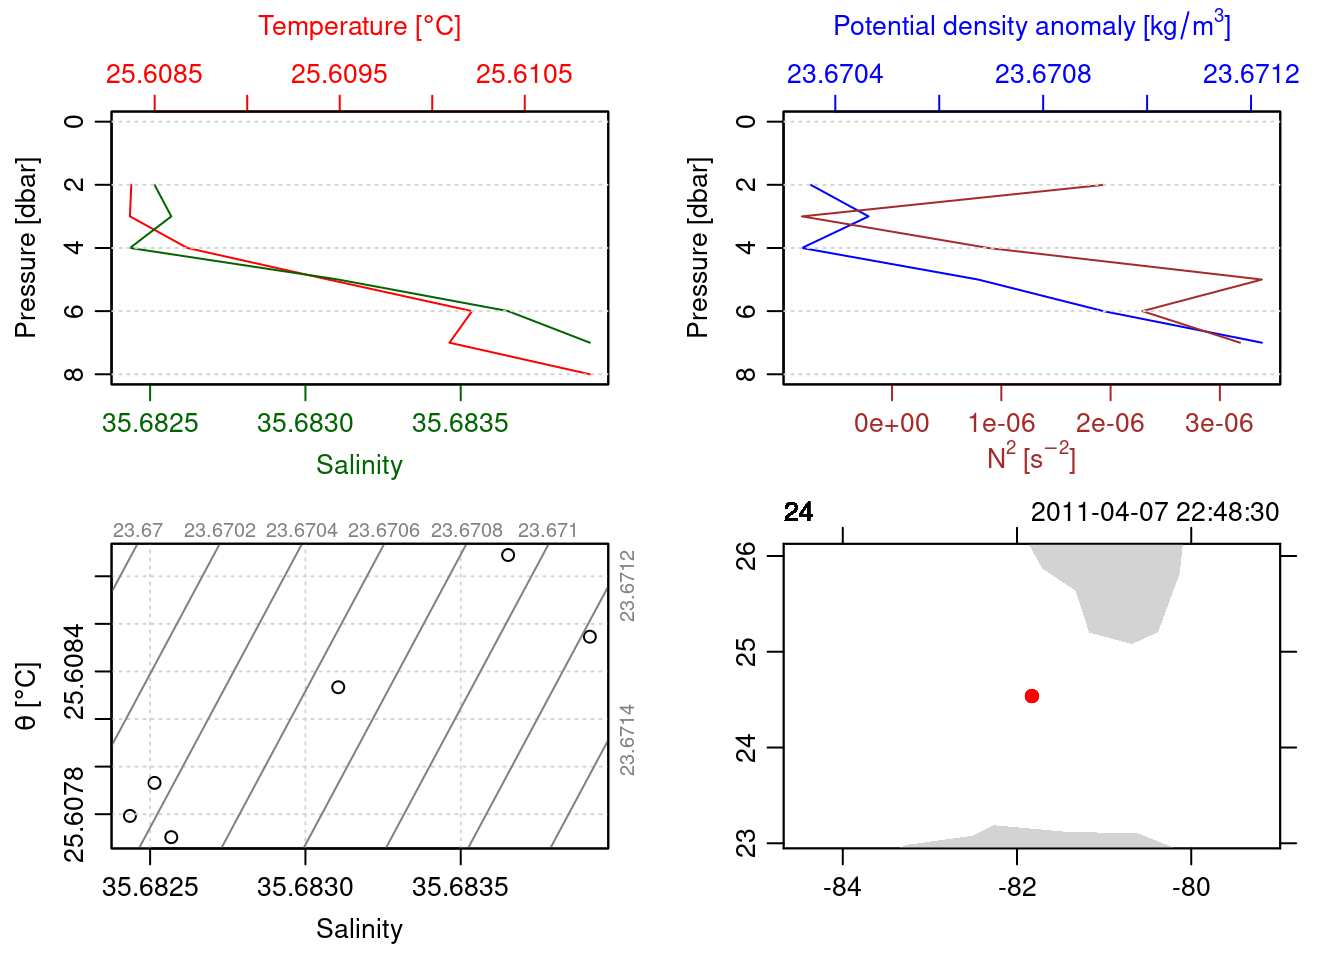 Temperature [°C]
25.6085 25.6095 25.6105
Pressure [dbar]
0
2
4
6
8
35.6825 35.6830 35.6835
Salinity
Potential density anomaly [kg/m³]
23.6704 23.6708 23.6712
Pressure [dbar]
0
2
4
6
8
0e+00 1e-06 2e-06 3e-06
N² [s⁻²]
23.67 23.6702 23.6704 23.6706 23.6708 23.671
23.6712
23.6714
θ [°C]
25.6084
25.6078
35.6825 35.6830 35.6835
Salinity
24 2011-04-07 22:48:30
26
25
24
23
-84 -82 -80